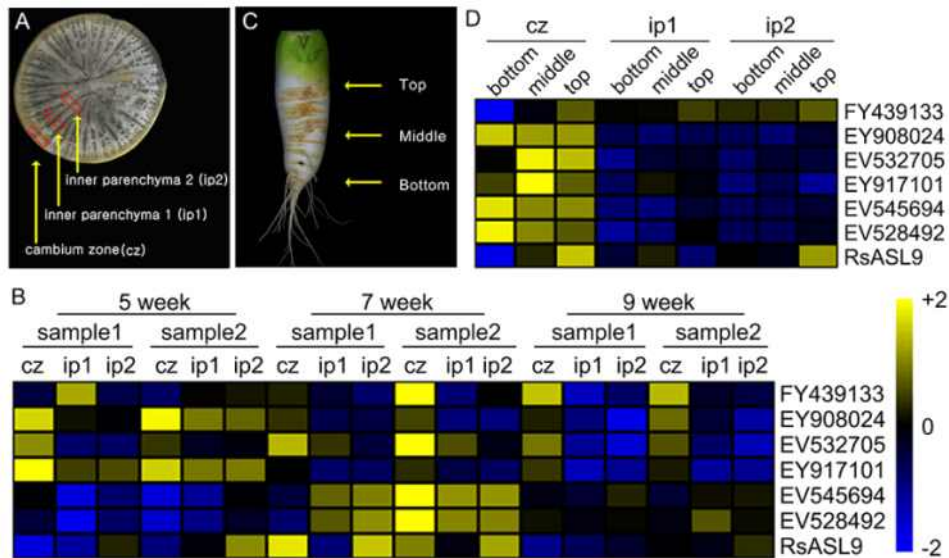 A
inner parenchyma 2 (ip2)
inner parenchyma 1 (ip1)
cambium zone(cz)
C
Top
Middle
Bottom
D
cz ip1 ip2
bottom middle top bottom middle top bottom middle top
FY439133
EY908024
EV532705
EY917101
EV545694
EV528492
RsASL9
B
5 week 7 week 9 week
sample1 sample2 sample1 sample2 sample1 sample2
cz ip1 ip2 cz ip1 ip2 cz ip1 ip2 cz ip1 ip2 cz ip1 ip2 cz ip1 ip2
FY439133
EY908024
EV532705
EY917101
EV545694
EV528492
RsASL9
+2
0
-2